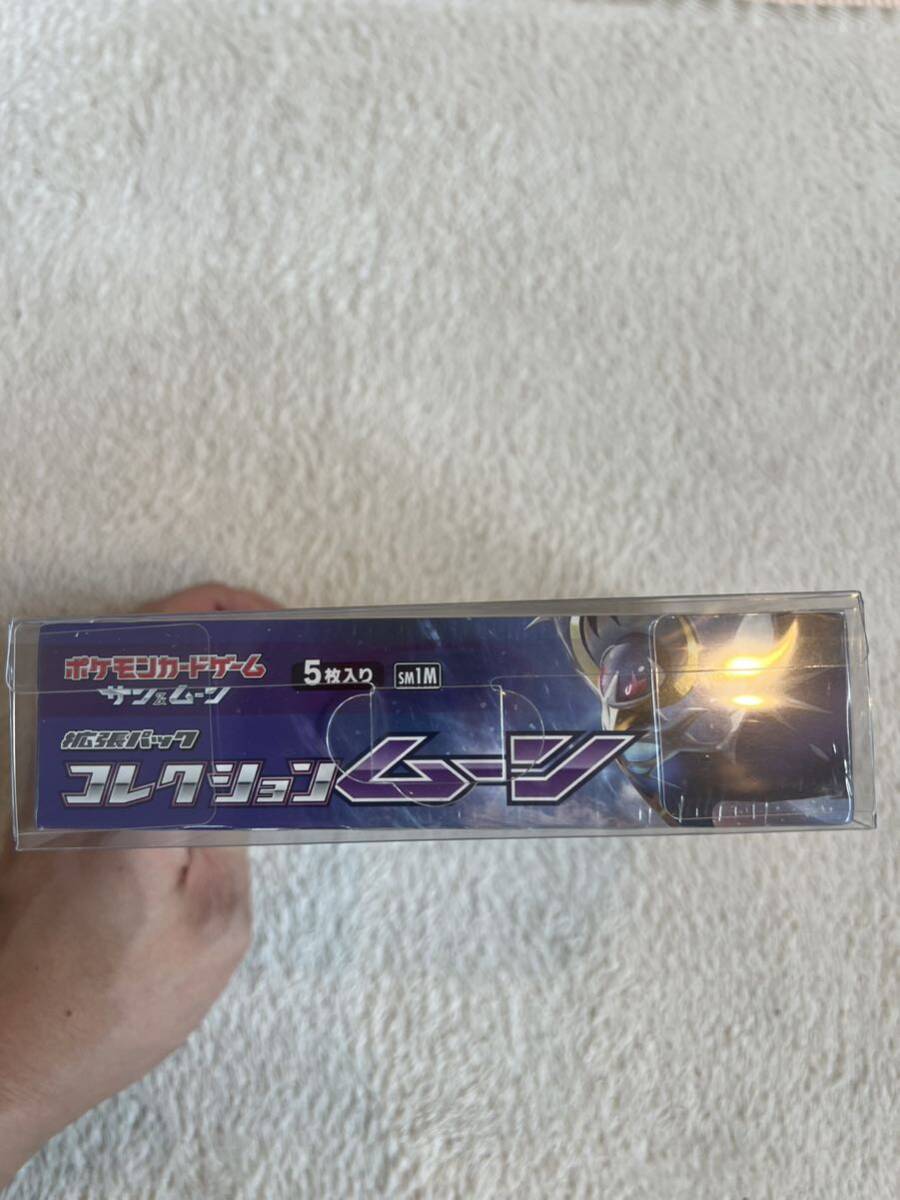 ポケモンカードゲーム
サン&ムーン
5枚入り SM1M
拡張パック
コレクション ムーン